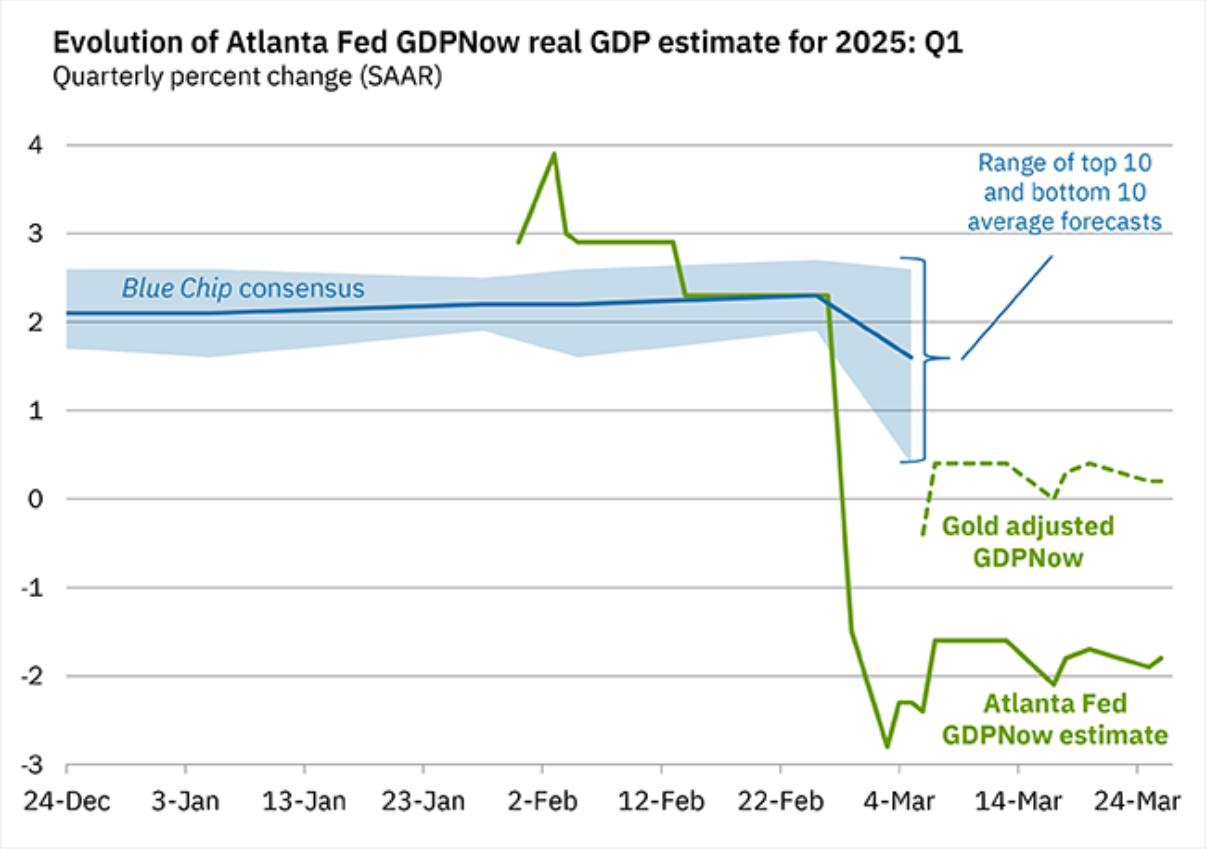 Evolution of Atlanta Fed GDPNow real GDP estimate for 2025: Q1
Quarterly percent change (SAAR)
4
3
2
1
0
-1
-2
-3
Range of top 10
and bottom 10
average forecasts
Blue Chip consensus
Gold adjusted
GDPNow
Atlanta Fed
GDPNow estimate
24-Dec 3-Jan 13-Jan 23-Jan 2-Feb 12-Feb 22-Feb 4-Mar 14-Mar 24-Mar